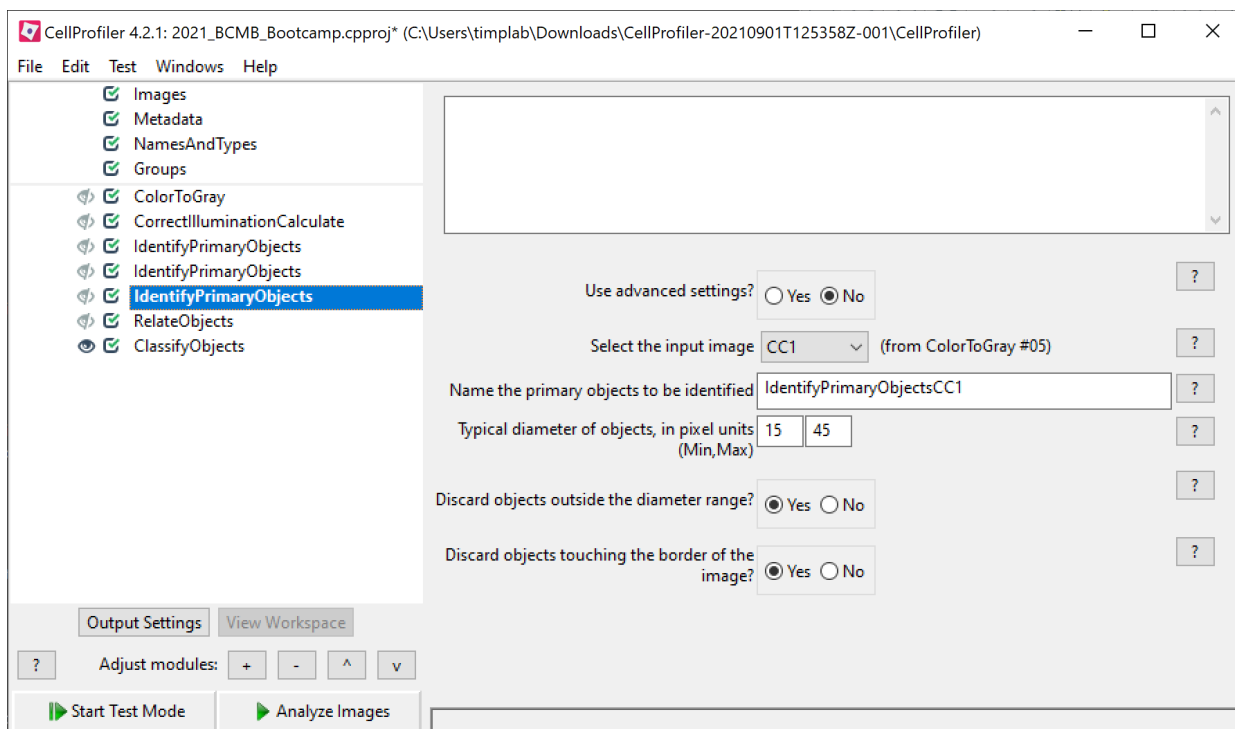 CellProfiler 4.2.1: 2021_BCMB_Bootcamp.cpproj* (C:\Users\timplab\Downloads\CellProfiler-20210901T125358Z-001\CellProfiler)
File Edit Test Windows Help
Images
Metadata
NamesAndTypes
Groups
ColorToGray
CorrectIlluminationCalculate
IdentifyPrimaryObjects
IdentifyPrimaryObjects
IdentifyPrimaryObjects
RelateObjects
ClassifyObjects
Output Settings View Workspace
? Adjust modules: + - ^ v
Start Test Mode Analyze Images
Use advanced settings? Yes No ?
Select the input image CC1 (from ColorToGray #05) ?
Name the primary objects to be identified IdentifyPrimaryObjectsCC1 ?
Typical diameter of objects, in pixel units 15 45 ?
(Min,Max)
Discard objects outside the diameter range? Yes No ?
Discard objects touching the border of the ?
image? Yes No